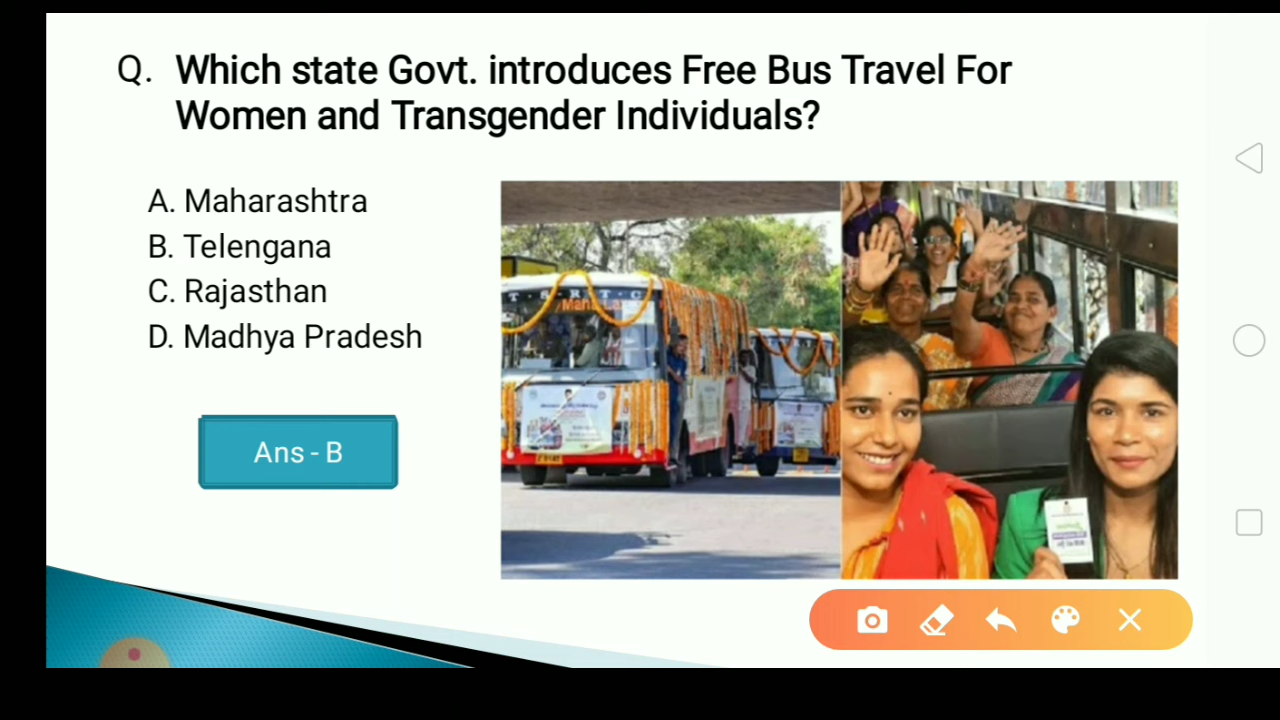 Q. Which state Govt. introduces Free Bus Travel For
Women and Transgender Individuals?
A. Maharashtra
B. Telengana
C. Rajasthan
D. Madhya Pradesh
Ans - B
T·S·R·T·C